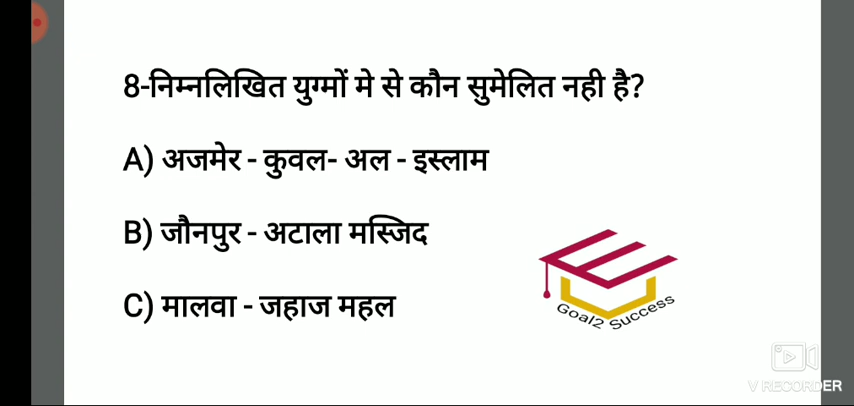 8-निम्नलिखित युग्मों मे से कौन सुमेलित नही है?
A) अजमेर - कुवल- अल - इस्लाम
B) जौनपुर - अटाला मस्जिद
C) मालवा - जहाज महल
Goal2 Success
V RECORDER